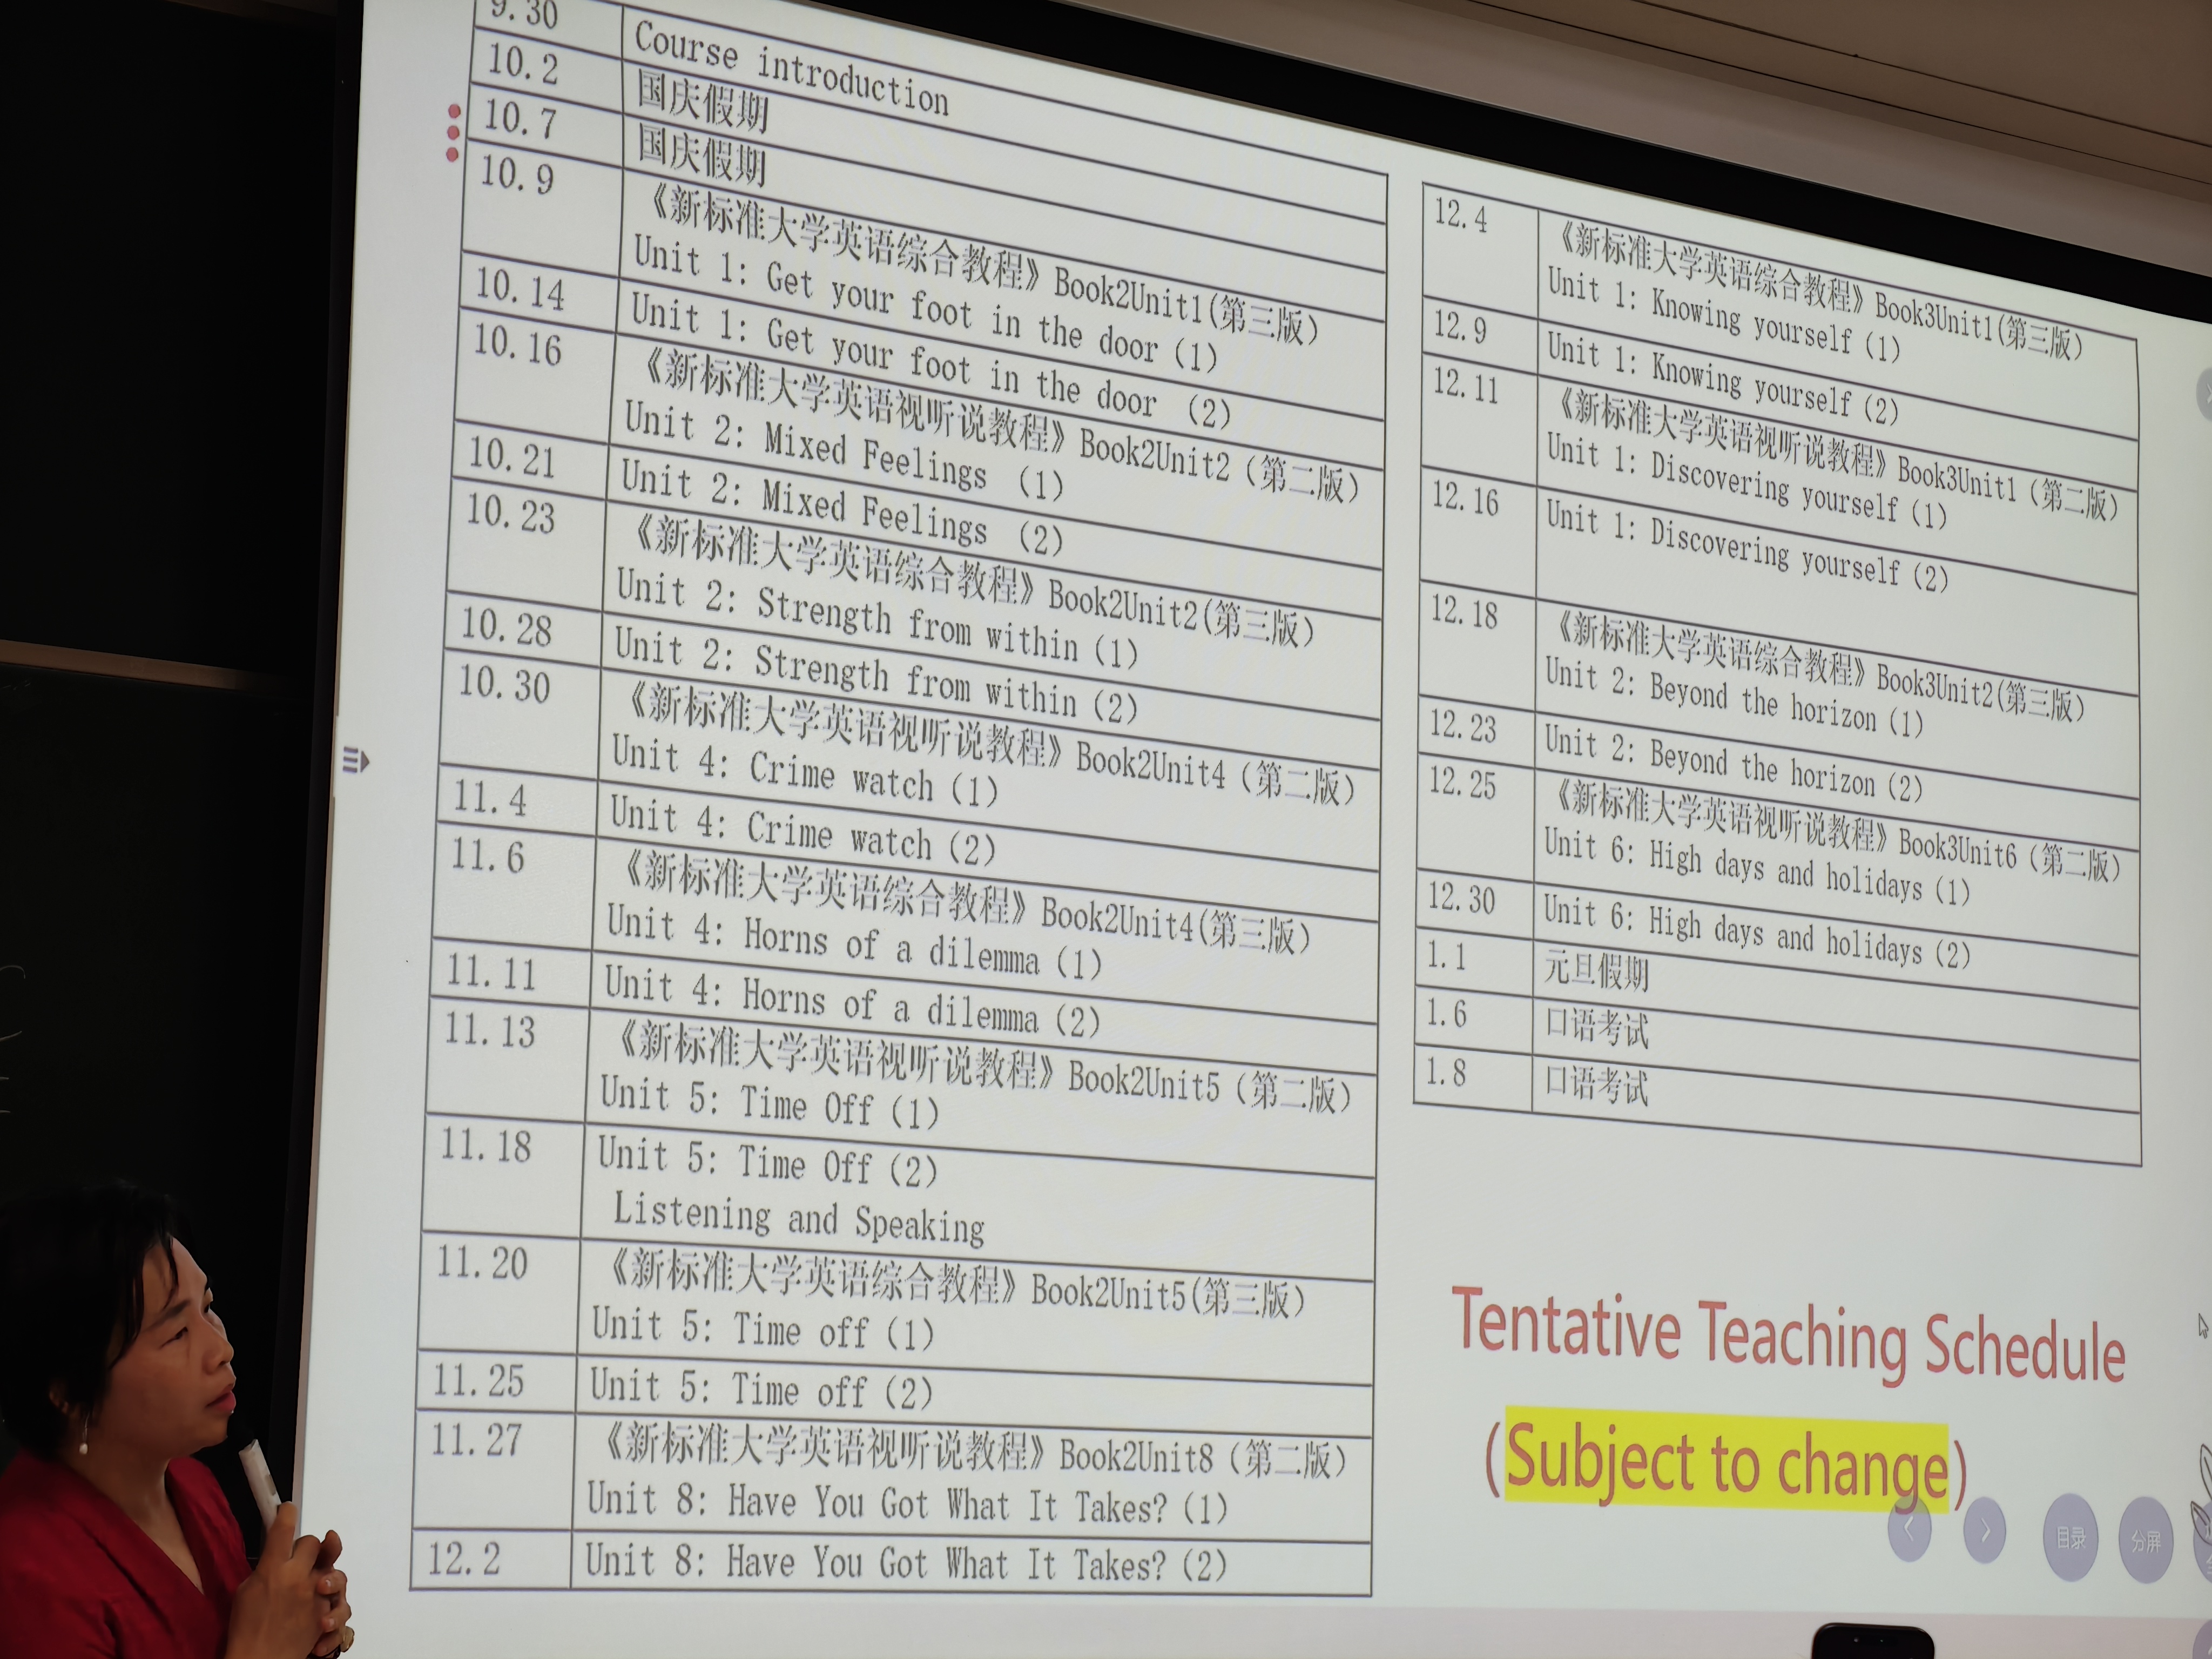 9.30 Course introduction
10.2 国庆假期
10.7 国庆假期
10.9 《新标准大学英语综合教程》Book2Unit1(第三版)
Unit 1: Get your foot in the door (1)
10.14 Unit 1: Get your foot in the door (2)
10.16 《新标准大学英语视听说教程》Book2Unit2 (第二版)
Unit 2: Mixed Feelings (1)
10.21 Unit 2: Mixed Feelings (2)
10.23 《新标准大学英语综合教程》Book2Unit2(第三版)
Unit 2: Strength from within (1)
10.28 Unit 2: Strength from within (2)
10.30 《新标准大学英语视听说教程》Book2Unit4 (第二版)
Unit 4: Crime watch (1)
11.4 Unit 4: Crime watch (2)
11.6 《新标准大学英语综合教程》Book2Unit4(第三版)
Unit 4: Horns of a dilemma (1)
11.11 Unit 4: Horns of a dilemma (2)
11.13 《新标准大学英语视听说教程》Book2Unit5 (第二版)
Unit 5: Time Off (1)
11.18 Unit 5: Time Off (2)
Listening and Speaking
11.20 《新标准大学英语综合教程》Book2Unit5(第三版)
Unit 5: Time off (1)
11.25 Unit 5: Time off (2)
11.27 《新标准大学英语视听说教程》Book2Unit8 (第二版)
Unit 8: Have You Got What It Takes? (1)
12.2 Unit 8: Have You Got What It Takes? (2)
12.4 《新标准大学英语综合教程》Book3Unit1(第三版)
Unit 1: Knowing yourself (1)
12.9 Unit 1: Knowing yourself (2)
12.11 《新标准大学英语视听说教程》Book3Unit1 (第二版)
Unit 1: Discovering yourself (1)
12.16 Unit 1: Discovering yourself (2)
12.18 《新标准大学英语综合教程》Book3Unit2(第三版)
Unit 2: Beyond the horizon (1)
12.23 Unit 2: Beyond the horizon (2)
12.25 《新标准大学英语视听说教程》Book3Unit6 (第二版)
Unit 6: High days and holidays (1)
12.30 Unit 6: High days and holidays (2)
1.1 元旦假期
1.6 口语考试
1.8 口语考试
Tentative Teaching Schedule
(Subject to change)
目录 分屏